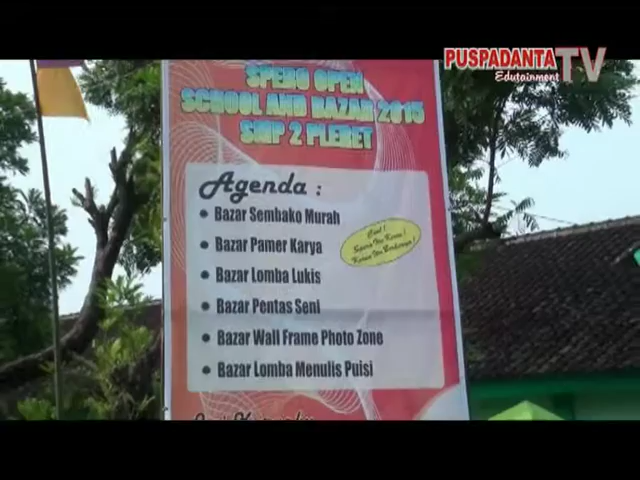 PUSPADANTA TV
Edutainment
OPEN
SCHOOL AND BAZAR 2015
SMP 2 PLERET
Agenda :
• Bazar Sembako Murah
• Bazar Pamer Karya
• Bazar Lomba Lukis
• Bazar Pentas Seni
• Bazar Wall Frame Photo Zone
• Bazar Lomba Menulis Puisi